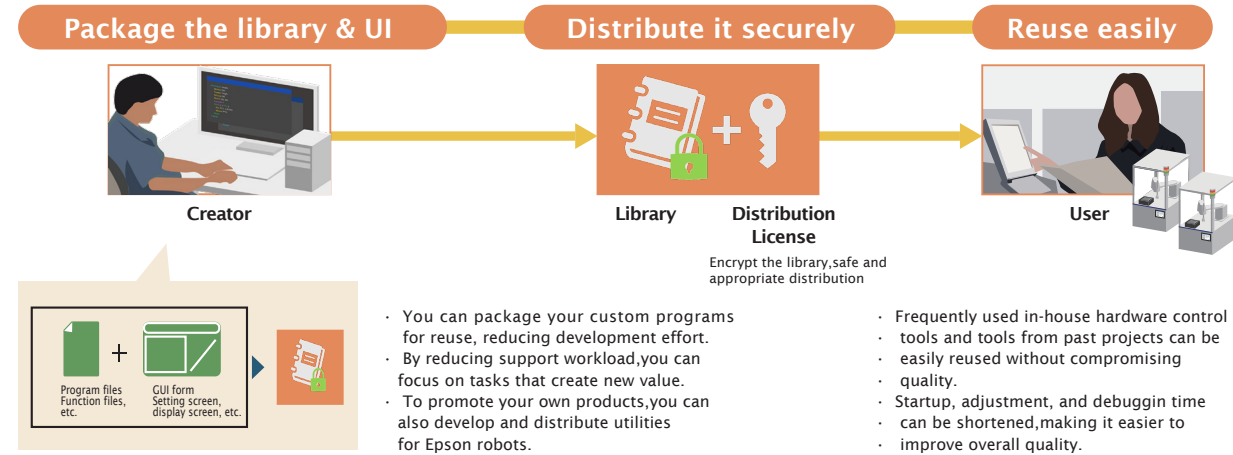 Package the library & UI
Distribute it securely
Reuse easily
Creator
Library
Distribution
License
Encrypt the library,safe and
appropriate distribution
User
Program files
Function files,
etc.
GUI form
Setting screen,
display screen, etc.
· You can package your custom programs
for reuse, reducing development effort.
· By reducing support workload,you can
focus on tasks that create new value.
· To promote your own products,you can
also develop and distribute utilities
for Epson robots.
· Frequently used in-house hardware control
· tools and tools from past projects can be
· easily reused without compromising
· quality.
· Startup, adjustment, and debuggin time
· can be shortened,making it easier to
· improve overall quality.